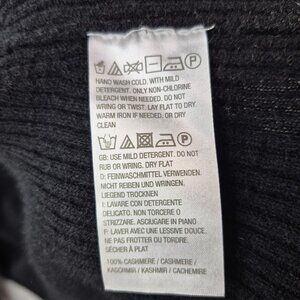 HAND WASH COLD. WITH MILD
DETERGENT. ONLY NON-CHLORINE
BLEACH WHEN NEEDED. DO NOT
WRING OR TWIST. LAY FLAT TO DRY.
WARM IRON IF NEEDED. OR DRY
CLEAN
GB: USE MILD DETERGENT. DO NOT
RUB OR WRING. DRY FLAT
D: FEINWASCHMITTEL VERWENDEN.
NICHT REIBEN UND WRINGEN.
LIEGEND TROCKNEN
I: LAVARE CON DETERGENTE
DELICATO. NON TORCERE O
STRIZZARE. ASCIUGARE IN PIANO
F: LAVER AVEC UNE LESSIVE DOUCE.
NE PAS FROTTER OU TORDRE.
SÈCHER À PLAT
100% CASHMERE / CASHMERE /
KASCHMIR / KASHMIR / CACHEMIRE